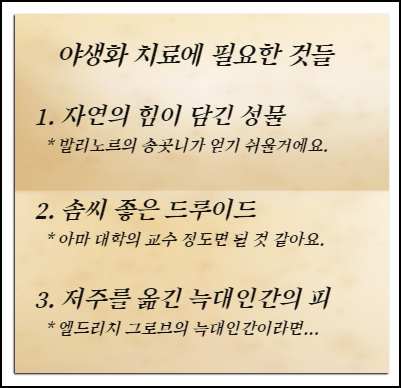 야생화 치료에 필요한 것들
1. 자연의 힘이 담긴 성물
* 발리노르의 송곳니가 얻기 쉬울거에요.
2. 솜씨 좋은 드루이드
* 아마 대학의 교수 정도면 될 것 같아요.
3. 저주를 옮긴 늑대인간의 피
* 엘드리치 그로브의 늑대인간이라면...